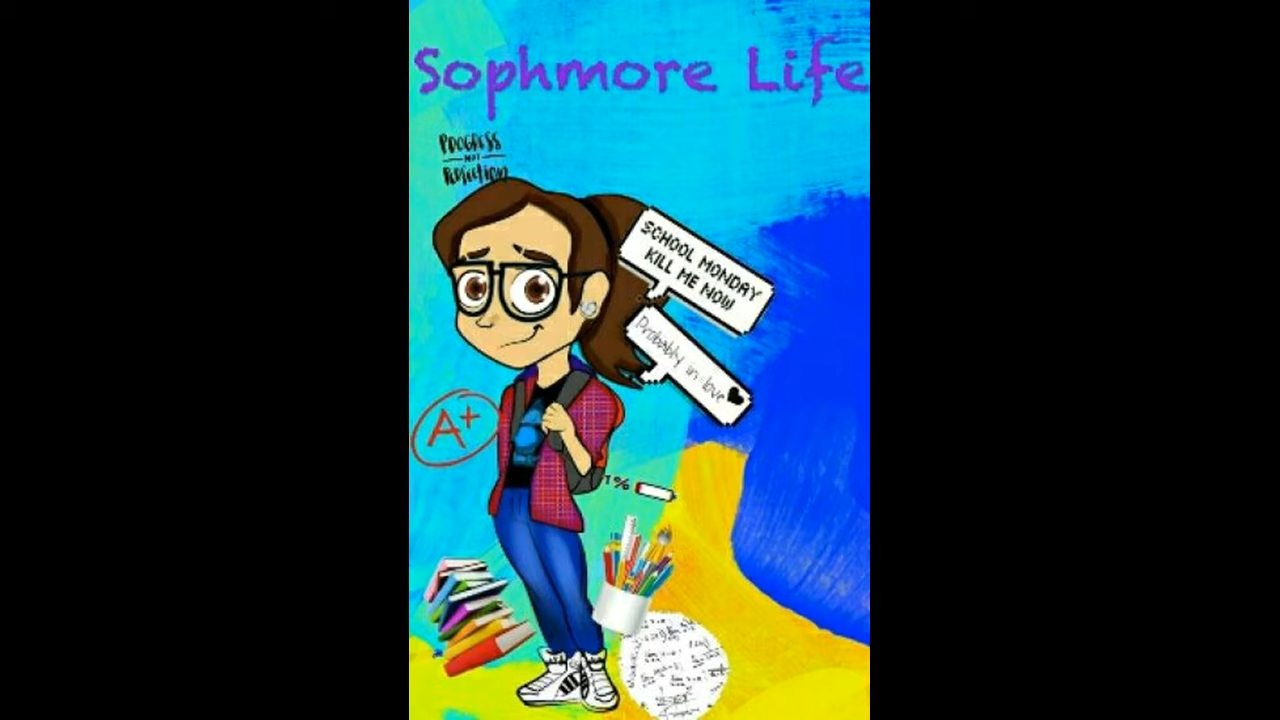 Sophmore Life
PROGRESS
NOT
Perfection
SCHOOL MONDAY
KILL ME NOW
Probably in love
A+
1%